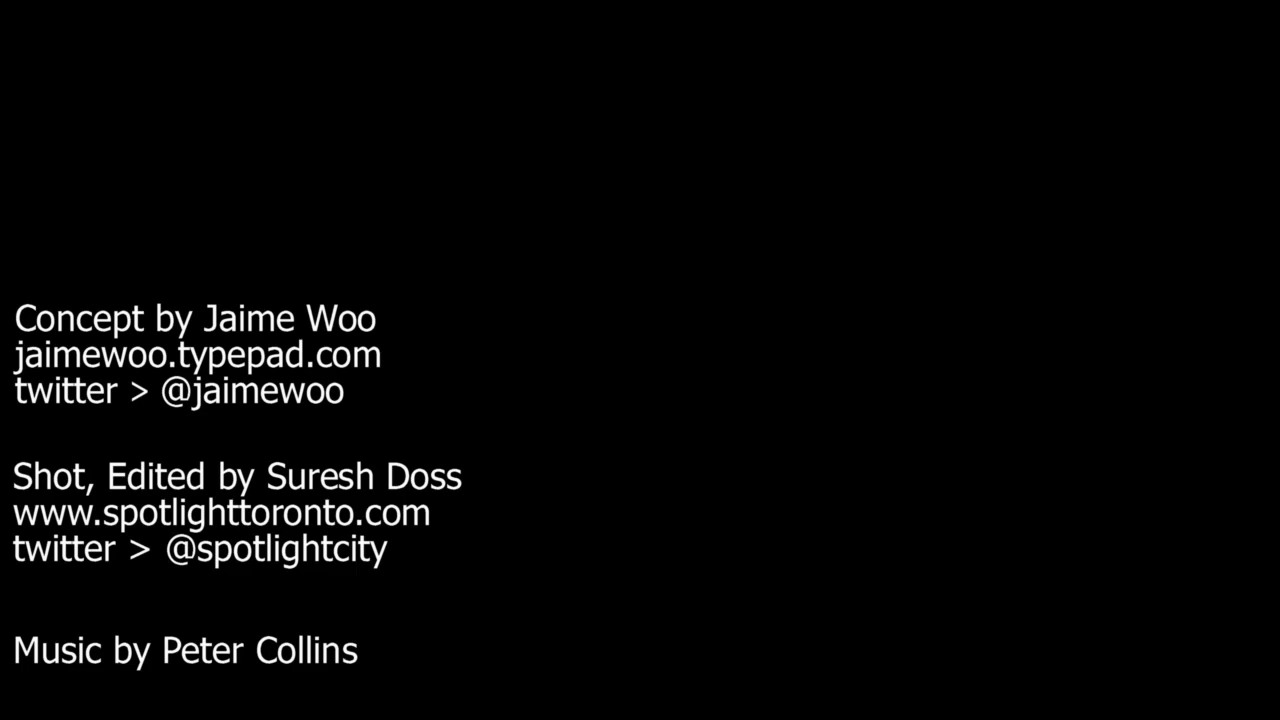 Concept by Jaime Woo
jaimewoo.typepad.com
twitter > @jaimewoo
Shot, Edited by Suresh Doss
www.spotlighttoronto.com
twitter > @spotlightcity
Music by Peter Collins